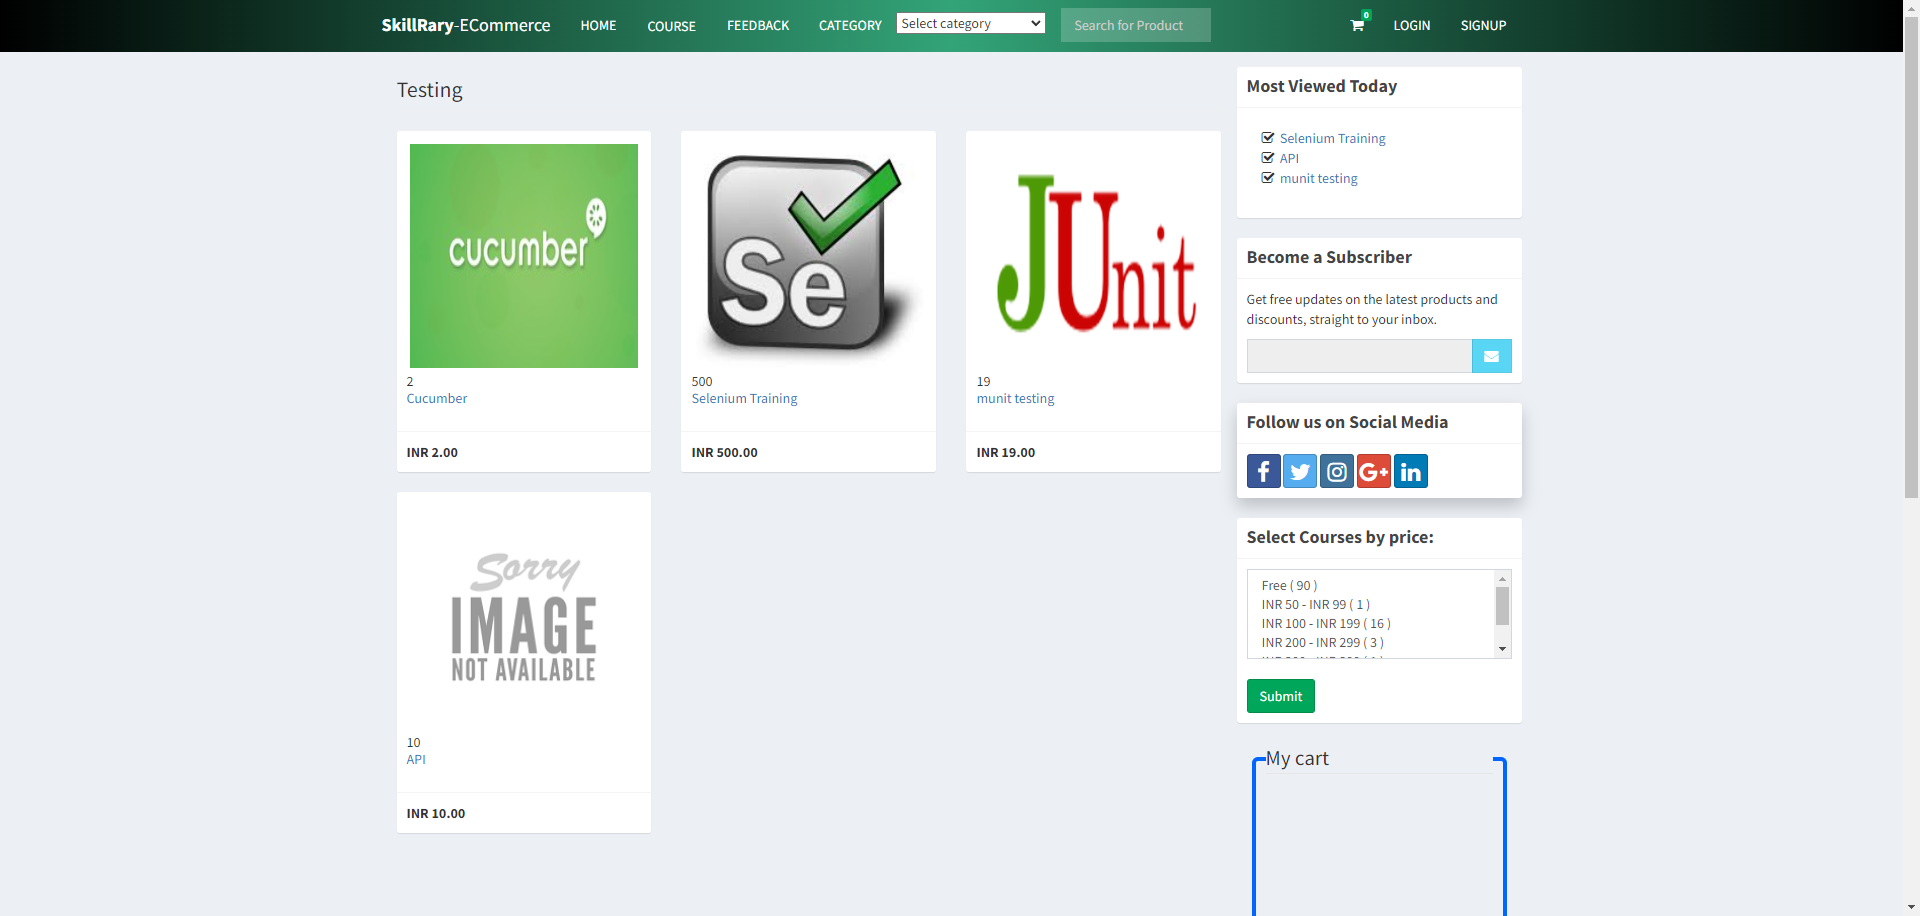 SkillRary-ECommerce HOME COURSE FEEDBACK CATEGORY Select category Search for Product 0 LOGIN SIGNUP
Testing
cucumber
2
Cucumber
INR 2.00
Se
500
Selenium Training
INR 500.00
JUnit
19
munit testing
INR 19.00
Sorry
IMAGE
NOT AVAILABLE
10
API
INR 10.00
Most Viewed Today
Selenium Training
API
munit testing
Become a Subscriber
Get free updates on the latest products and
discounts, straight to your inbox.
Follow us on Social Media
f G+ in
Select Courses by price:
Free ( 90 )
INR 50 - INR 99 ( 1 )
INR 100 - INR 199 ( 16 )
INR 200 - INR 299 ( 3 )
Submit
My cart